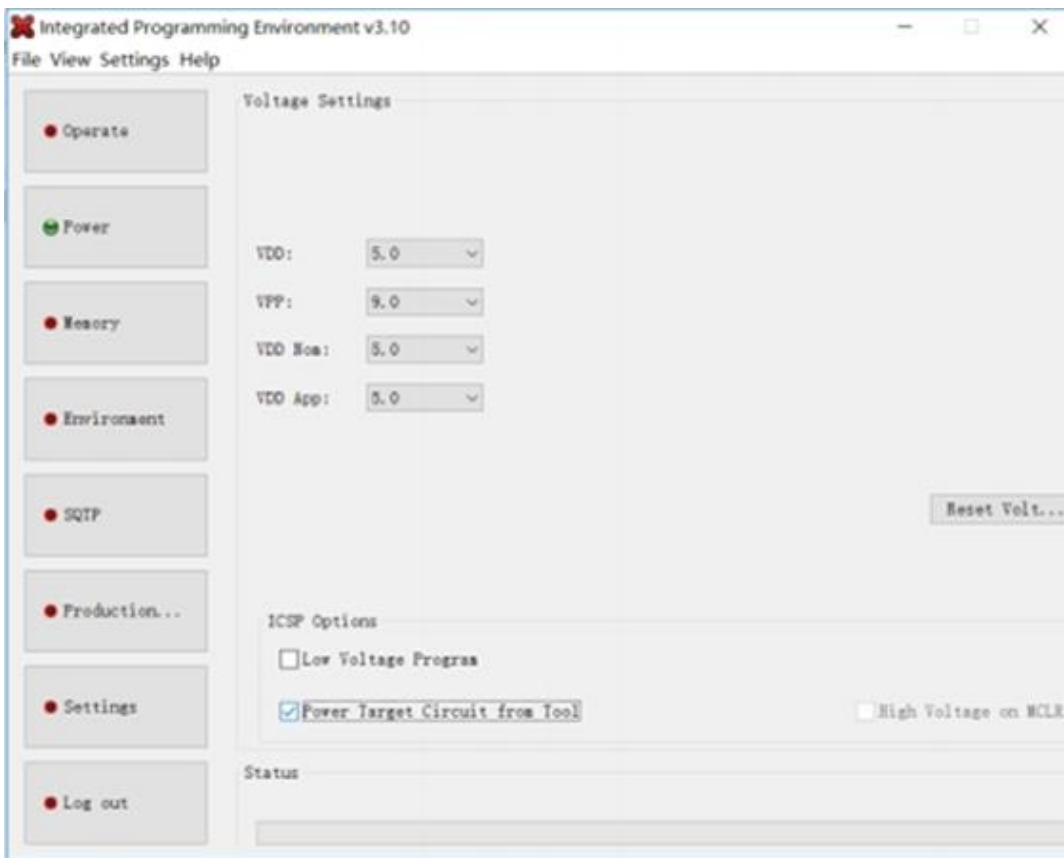 Integrated Programming Environment v3.10
File View Settings Help
Voltage Settings
Operate
Power
VDD: 5.0
VPP: 9.0
Memory
VDD Nom: 5.0
VDD App: 5.0
Environment
SQTP
Reset Volt...
Production...
ICSP Options
Low Voltage Program
Settings
Power Target Circuit from Tool
High Voltage on MCLR
Status
Log out